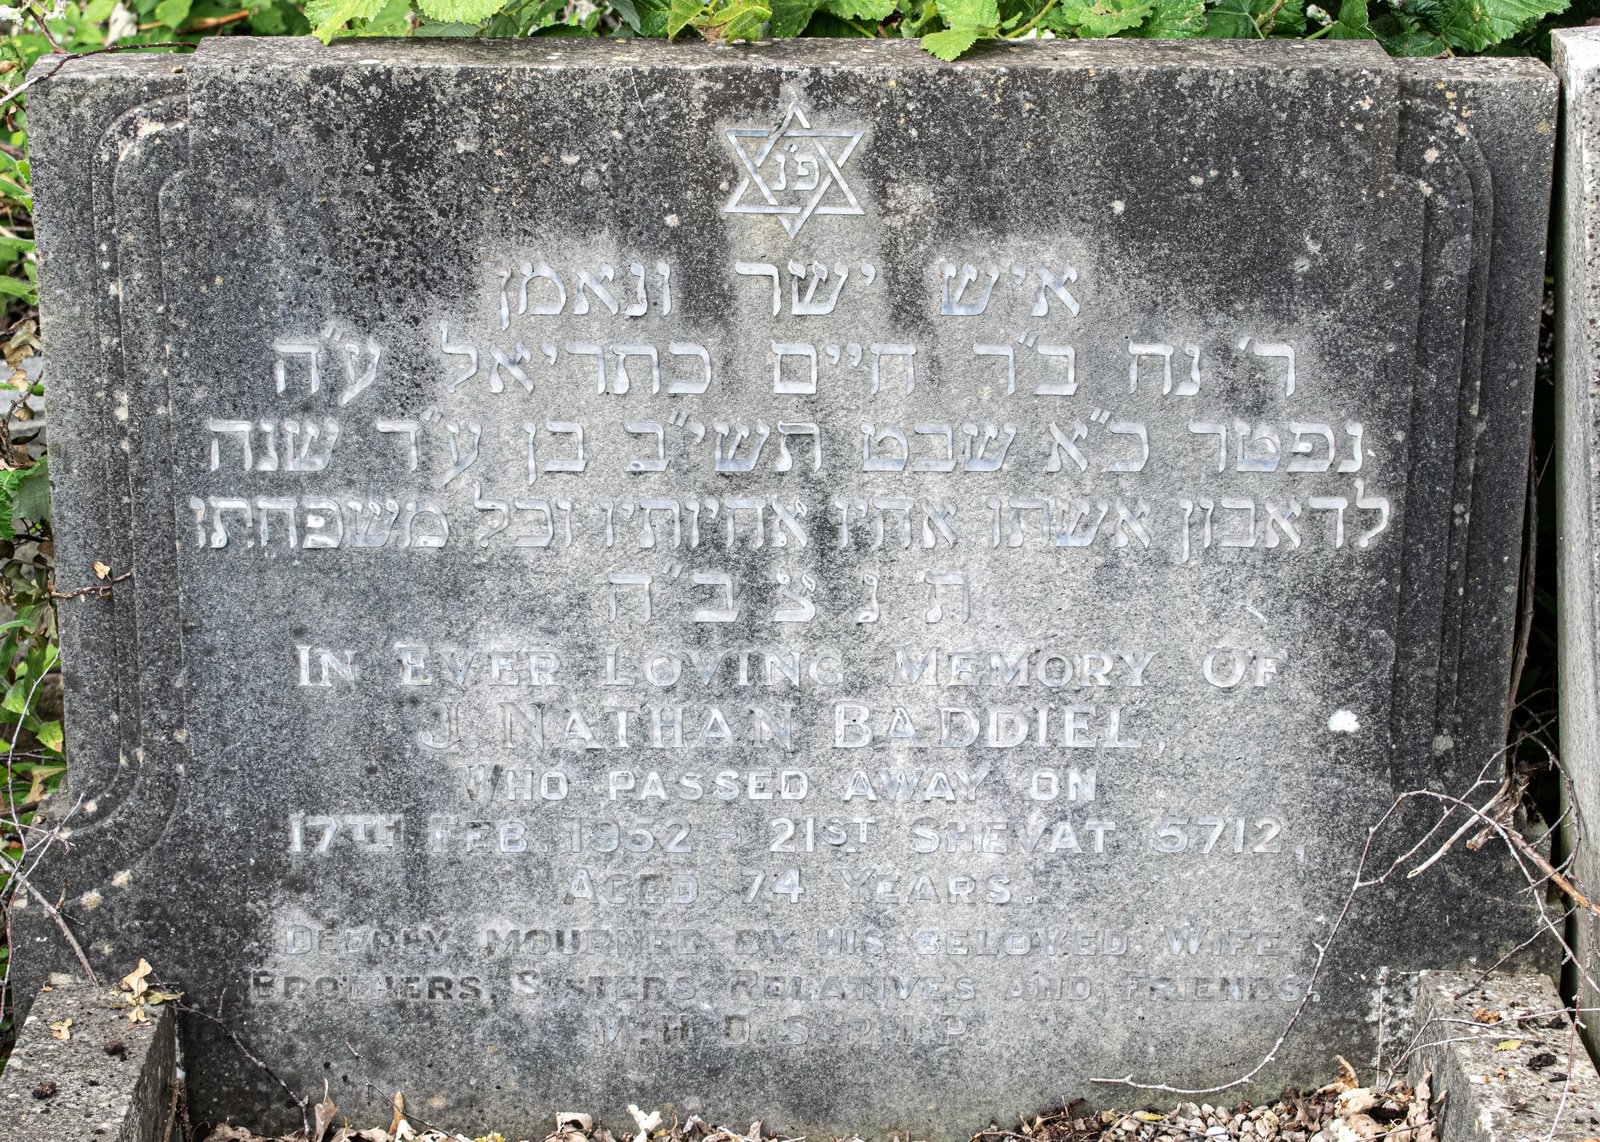 פ״נ
איש ישר ונאמן
ר׳ נח ב״ר חיים כתריאל ע״ה
נפטר כ״א שבט תשי״ב בן ע״ד שנה
לדאבון אשתו אחיו אחיותיו וכל משפחתו
ת נ צ ב״ה
IN EVER LOVING MEMORY OF
J. NATHAN BADDIEL,
WHO PASSED AWAY ON
17TH FEB. 1952 = 21ST SHEVAT 5712,
AGED 74 YEARS.
DEEPLY MOURNED BY HIS BELOVED WIFE,
BROTHERS, SISTERS, RELATIVES AND FRIENDS.
M.H.D.S.R.I.P.